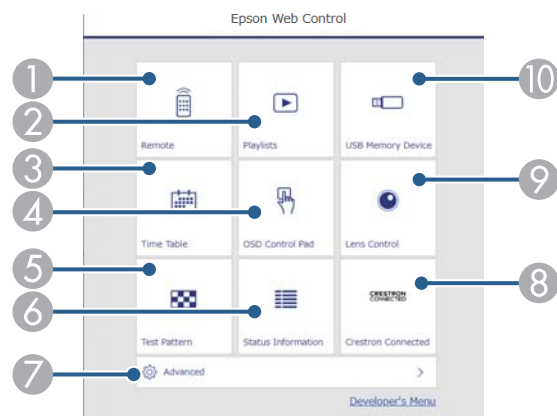 Epson Web Control
1
2
3
4
5
6
7
8
9
10
Remote
Playlists
USB Memory Device
Time Table
OSD Control Pad
Lens Control
CRESTRON
CONNECTED
Test Pattern
Status Information
Crestron Connected
Advanced
Developer's Menu